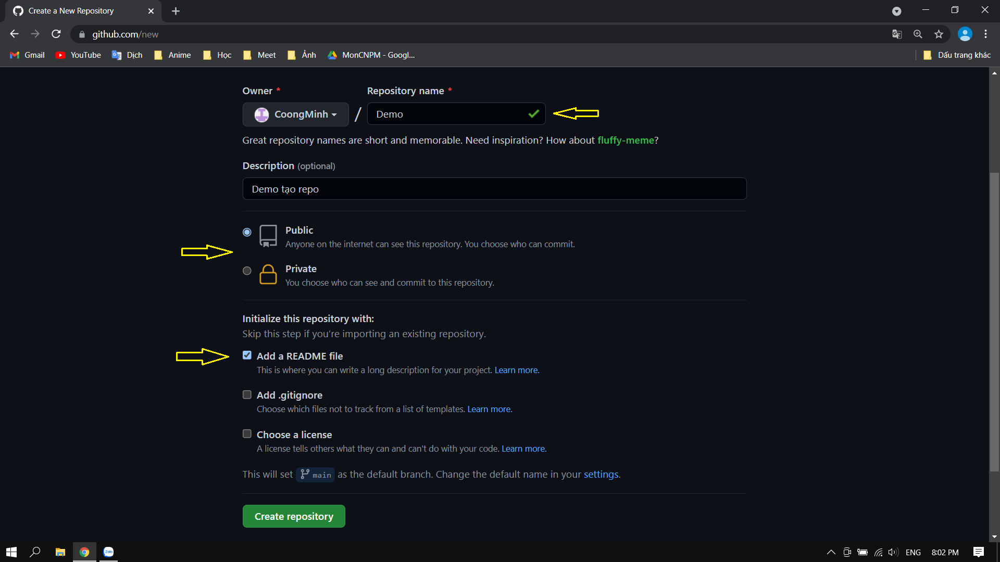 Create a New Repository
github.com/new
Gmail YouTube Dịch Anime Học Meet Ảnh MonCNPM - Googl... Dấu trang khác
Owner * Repository name *
CoongMinh / Demo
Great repository names are short and memorable. Need inspiration? How about fluffy-meme?
Description (optional)
Demo tạo repo
Public
Anyone on the internet can see this repository. You choose who can commit.
Private
You choose who can see and commit to this repository.
Initialize this repository with:
Skip this step if you’re importing an existing repository.
Add a README file
This is where you can write a long description for your project. Learn more.
Add .gitignore
Choose which files not to track from a list of templates. Learn more.
Choose a license
A license tells others what they can and can't do with your code. Learn more.
This will set main as the default branch. Change the default name in your settings.
Create repository
Zalo ENG 8:02 PM